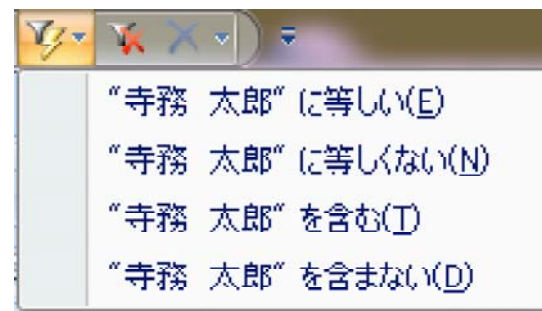 "寺務 太郎" に等しい(E)
"寺務 太郎" に等しくない(N)
"寺務 太郎" を含む(T)
"寺務 太郎" を含まない(D)